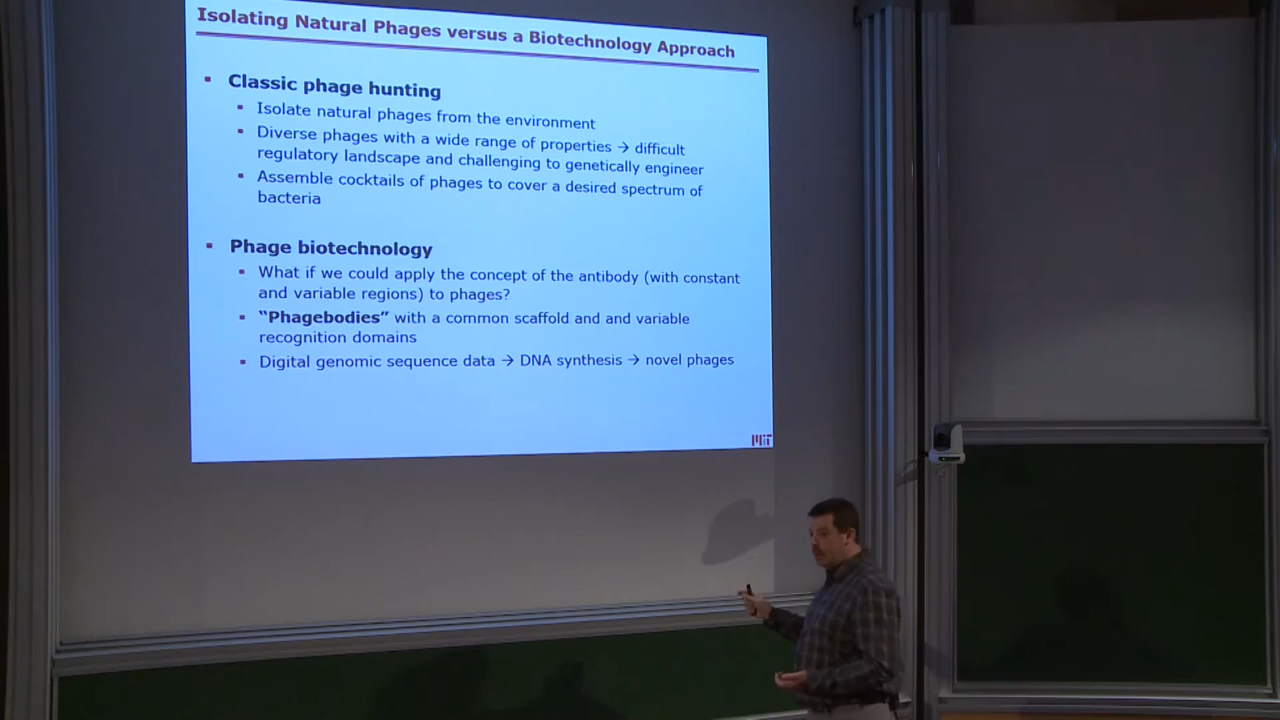 Isolating Natural Phages versus a Biotechnology Approach
▪ Classic phage hunting
▪ Isolate natural phages from the environment
▪ Diverse phages with a wide range of properties → difficult
regulatory landscape and challenging to genetically engineer
▪ Assemble cocktails of phages to cover a desired spectrum of
bacteria
▪ Phage biotechnology
▪ What if we could apply the concept of the antibody (with constant
and variable regions) to phages?
▪ “Phagebodies” with a common scaffold and and variable
recognition domains
▪ Digital genomic sequence data → DNA synthesis → novel phages
MIT